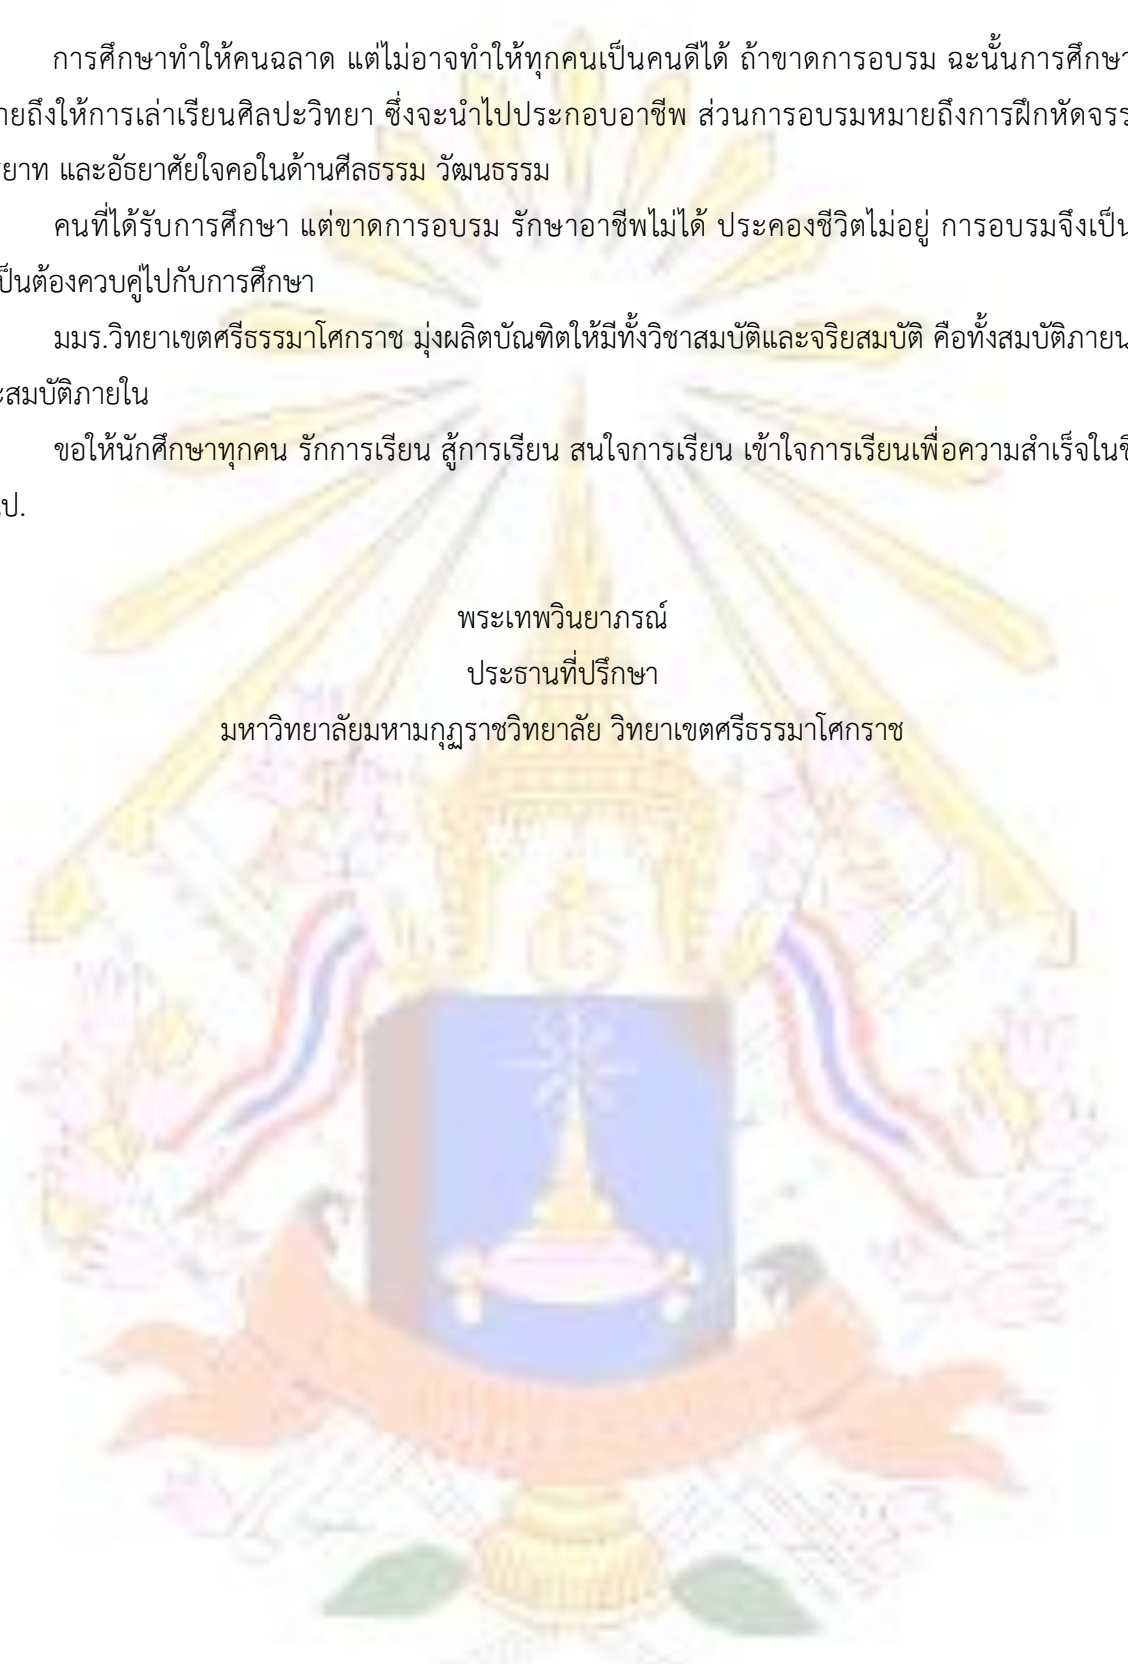 การศึกษาทำให้คนฉลาด แต่ไม่อาจทำให้ทุกคนเป็นคนดีได้ ถ้าขาดการอบรม ฉะนั้นการศึกษา
ายถึงให้การเล่าเรียนศิลปะวิทยา ซึ่งจะนำไปประกอบอาชีพ ส่วนการอบรมหมายถึงการฝึกหัดจรร
ยาท และอัธยาศัยใจคอในด้านศีลธรรม วัฒนธรรม
คนที่ได้รับการศึกษา แต่ขาดการอบรม รักษาอาชีพไม่ได้ ประคองชีวิตไม่อยู่ การอบรมจึงเป็น
ป็นต้องควบคู่ไปกับการศึกษา
มมร.วิทยาเขตศรีธรรมาโศกราช มุ่งผลิตบัณฑิตให้มีทั้งวิชาสมบัติและจริยสมบัติ คือทั้งสมบัติภายน
ะสมบัติภายใน
ขอให้นักศึกษาทุกคน รักการเรียน สู้การเรียน สนใจการเรียน เข้าใจการเรียนเพื่อความสำเร็จในชี
ป.
พระเทพวินยาภรณ์
ประธานที่ปรึกษา
มหาวิทยาลัยมหามกุฏราชวิทยาลัย วิทยาเขตศรีธรรมาโศกราช